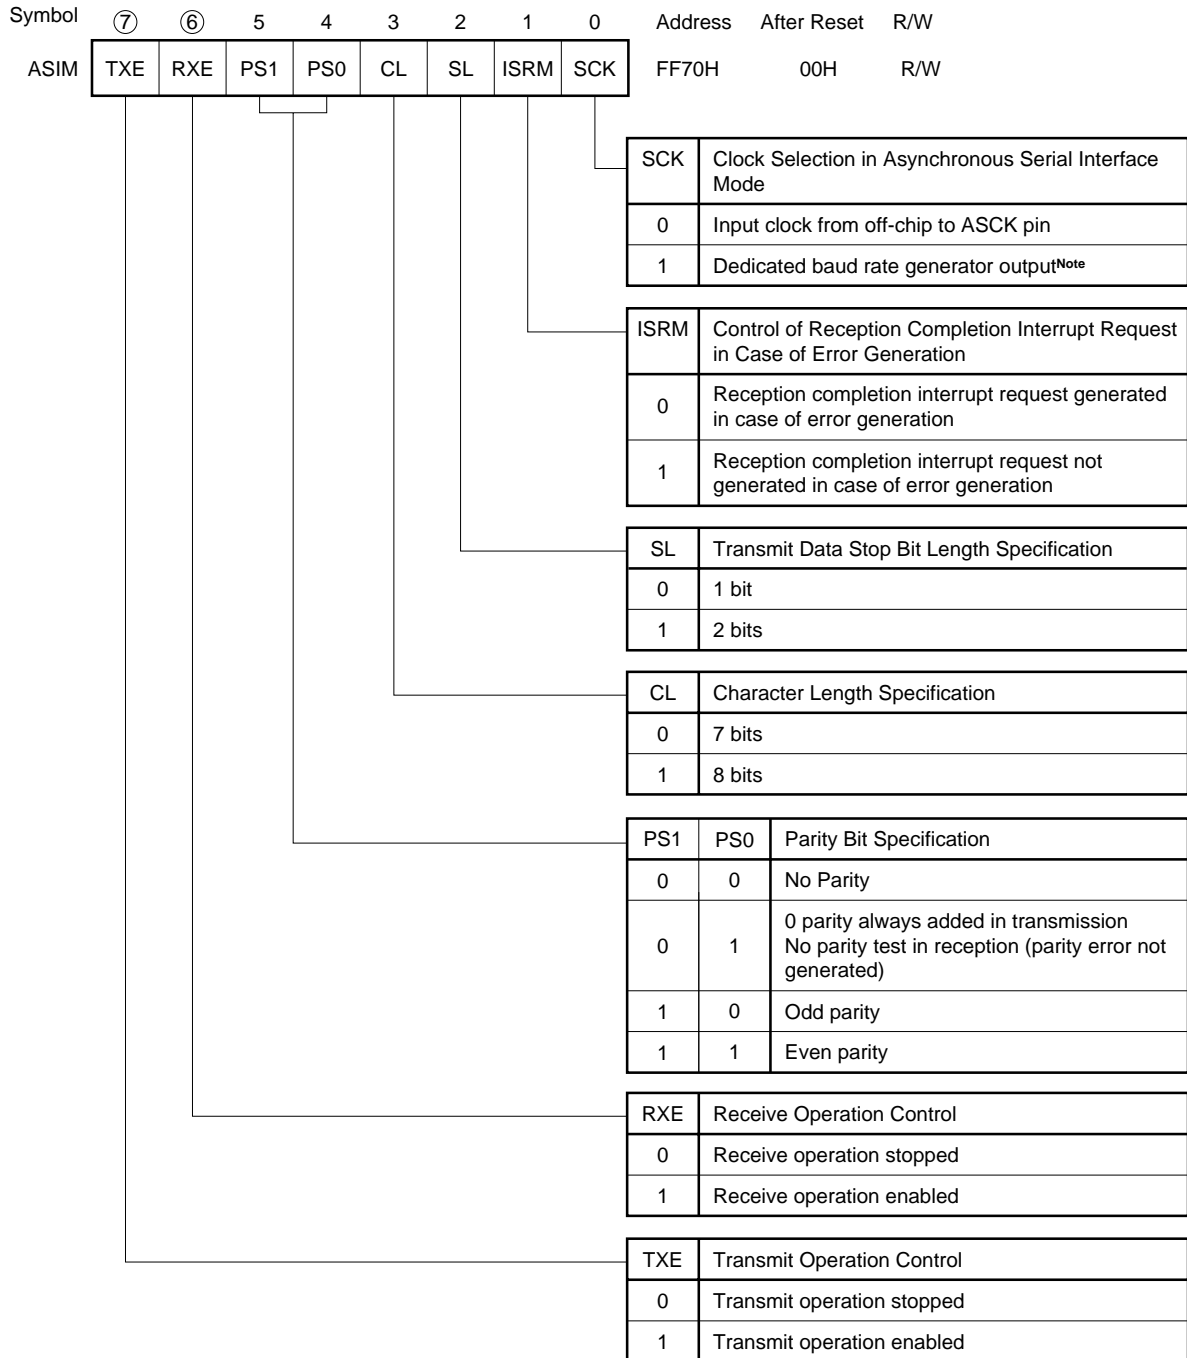 Symbol ⑦ ⑥ 5 4 3 2 1 0 Address After Reset R/W
ASIM TXE RXE PS1 PS0 CL SL ISRM SCK FF70H 00H R/W
SCK Clock Selection in Asynchronous Serial Interface
Mode
0 Input clock from off-chip to ASCK pin
1 Dedicated baud rate generator outputNote
ISRM Control of Reception Completion Interrupt Request
in Case of Error Generation
0 Reception completion interrupt request generated
in case of error generation
1 Reception completion interrupt request not
generated in case of error generation
SL Transmit Data Stop Bit Length Specification
0 1 bit
1 2 bits
CL Character Length Specification
0 7 bits
1 8 bits
PS1 PS0 Parity Bit Specification
0 0 No Parity
0 1 0 parity always added in transmission
No parity test in reception (parity error not
generated)
1 0 Odd parity
1 1 Even parity
RXE Receive Operation Control
0 Receive operation stopped
1 Receive operation enabled
TXE Transmit Operation Control
0 Transmit operation stopped
1 Transmit operation enabled